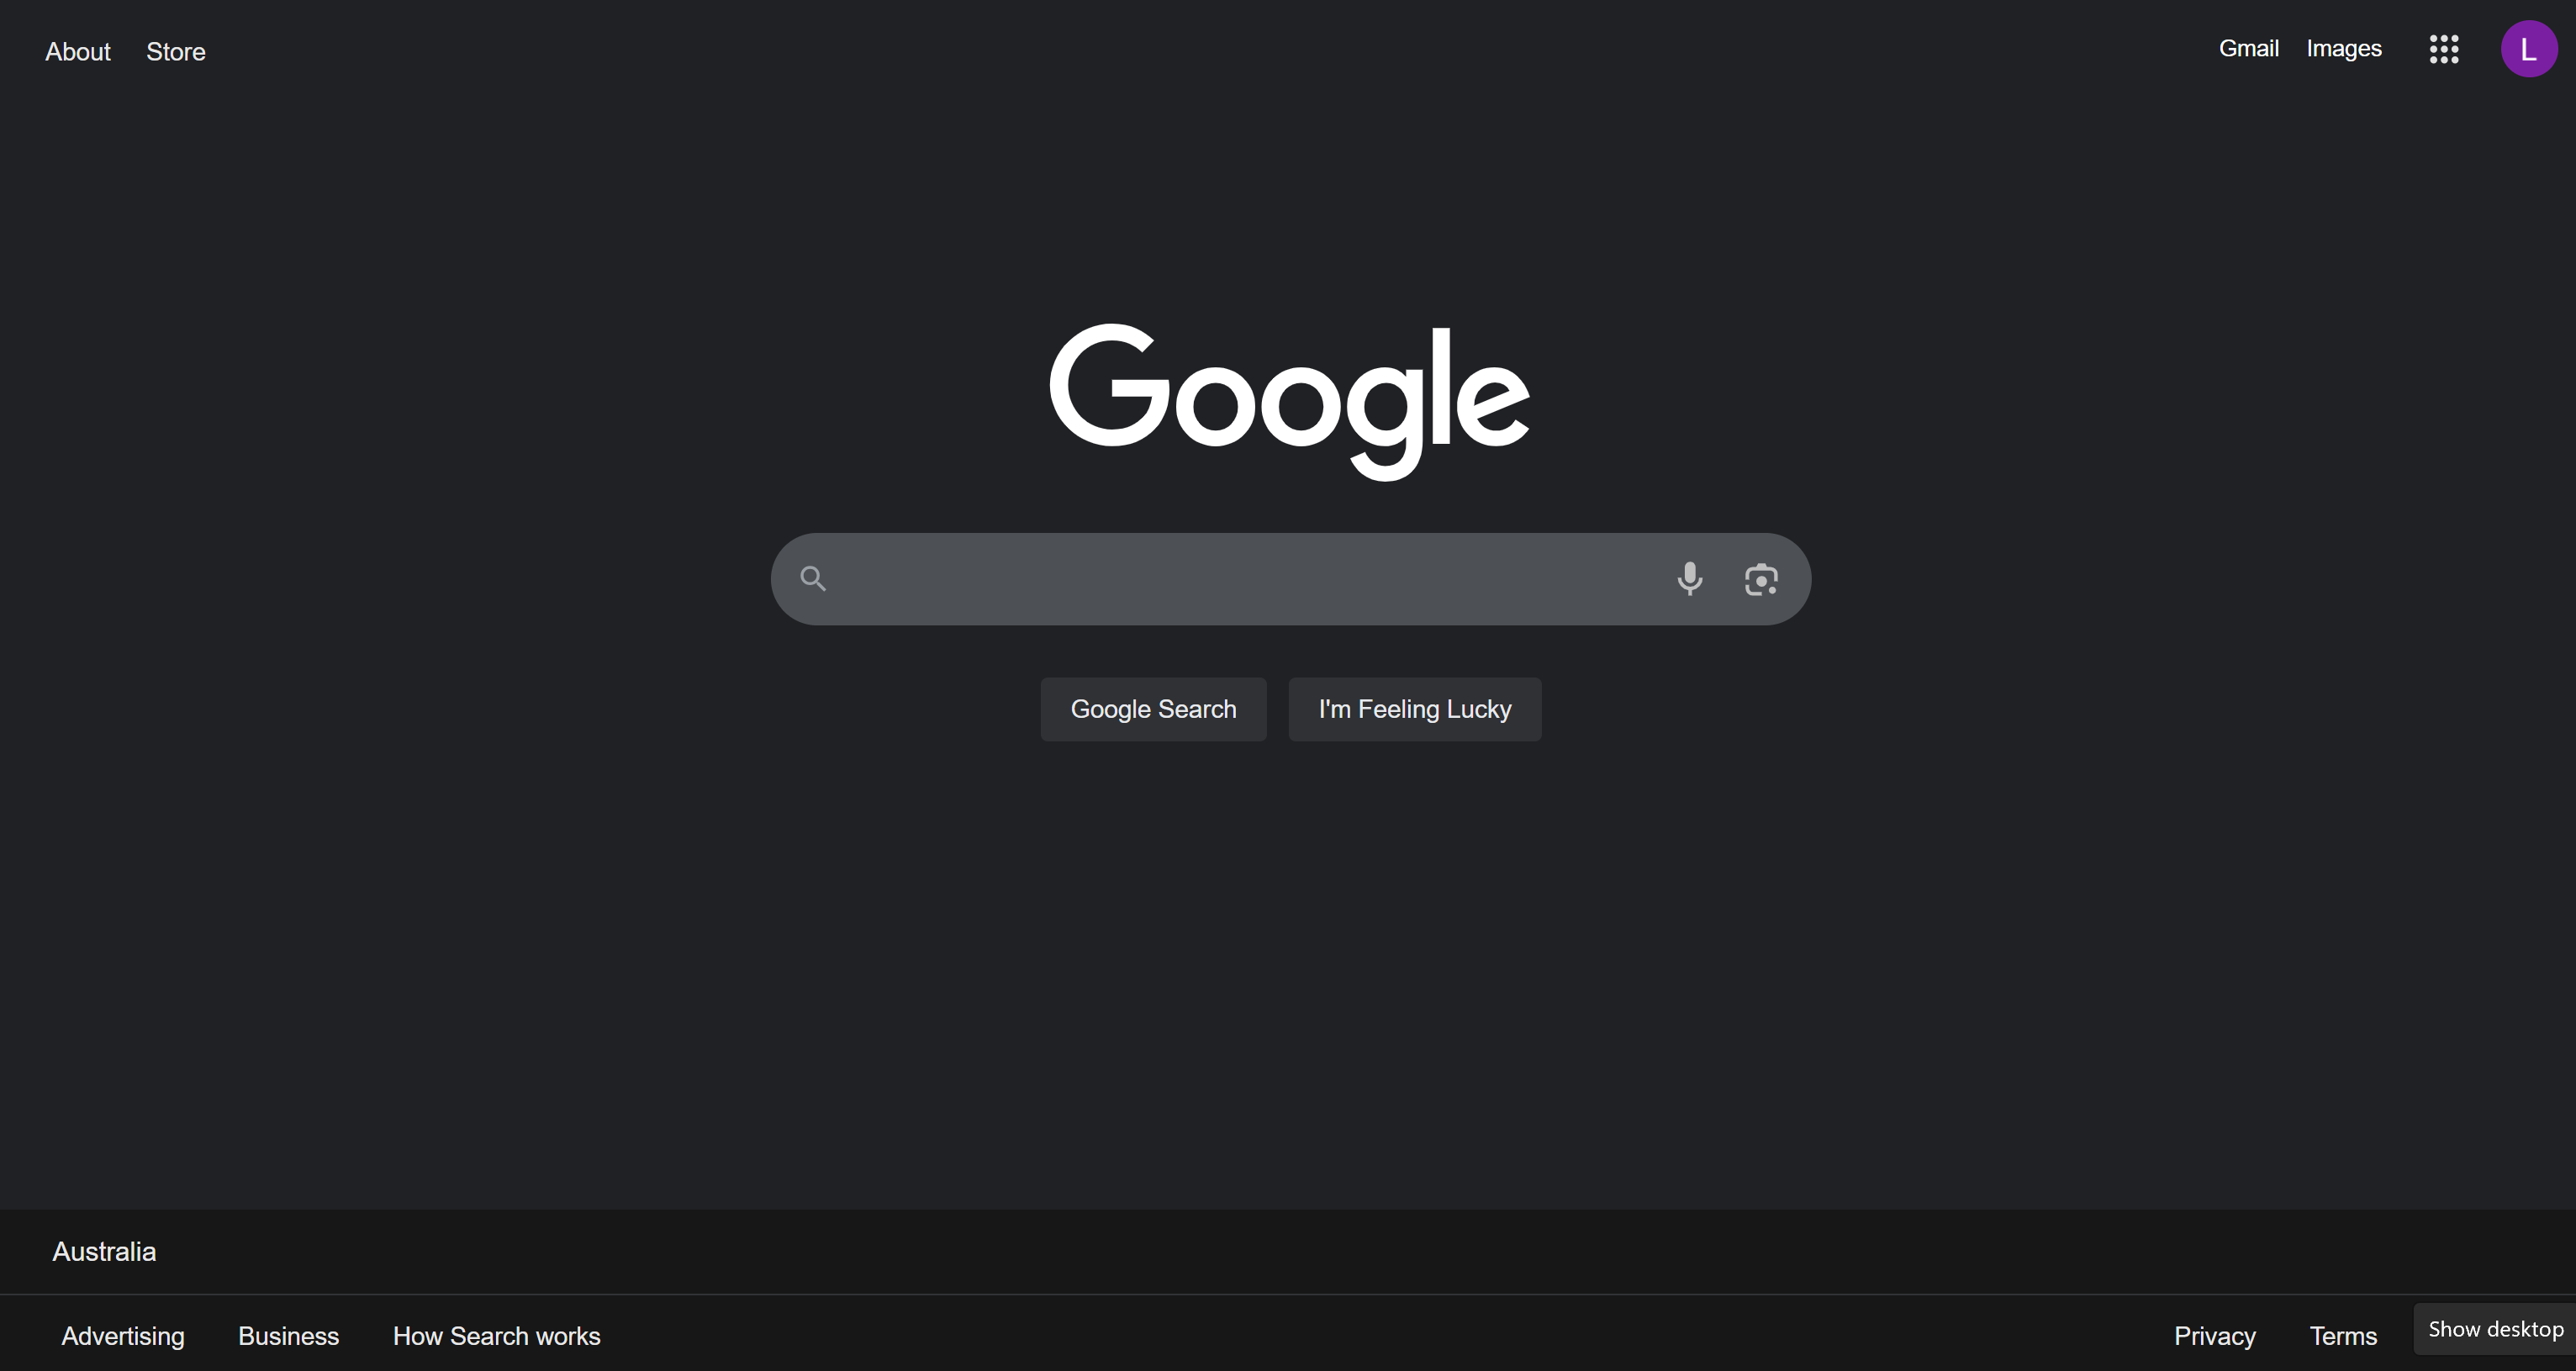 About Store
Gmail Images
L
Google
Google Search I'm Feeling Lucky
Australia
Advertising Business How Search works
Privacy Terms
Show desktop